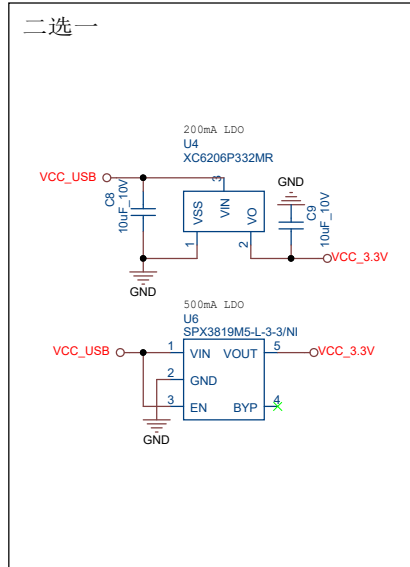 二选一
200mA LDO
U4
XC6206P332MR
VCC_USB
C8
10uF_10V
3
VSS
VIN
VO
1
2
GND
C9
10uF_10V
VCC_3.3V
GND
500mA LDO
U6
SPX3819M5-L-3-3/NI
VCC_USB
1
VIN
VOUT
5
VCC_3.3V
2
GND
3
EN
BYP
4
GND